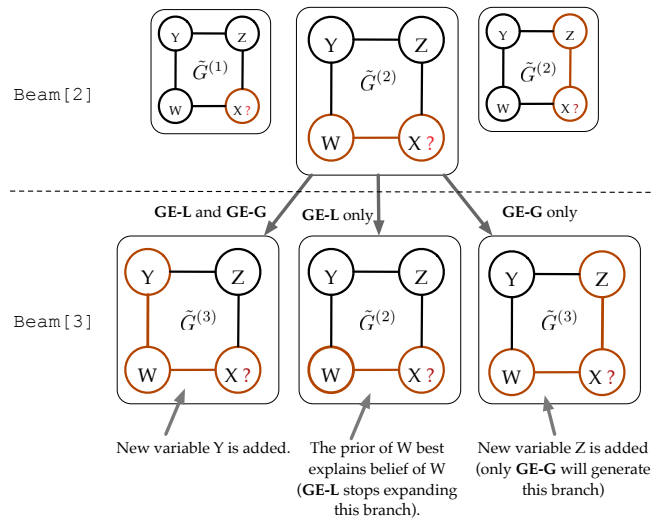 Y Z
G̃⁽¹⁾
W X ?
Beam[2]
Y Z
G̃⁽²⁾
W X ?
Y Z
G̃⁽²⁾
W X ?
GE-L and GE-G
GE-L only
GE-G only
Beam[3]
Y Z
G̃⁽³⁾
W X ?
Y Z
G̃⁽²⁾
W X ?
Y Z
G̃⁽³⁾
W X ?
New variable Y is added.
The prior of W best
explains belief of W
(GE-L stops expanding
this branch).
New variable Z is added
(only GE-G will generate
this branch)